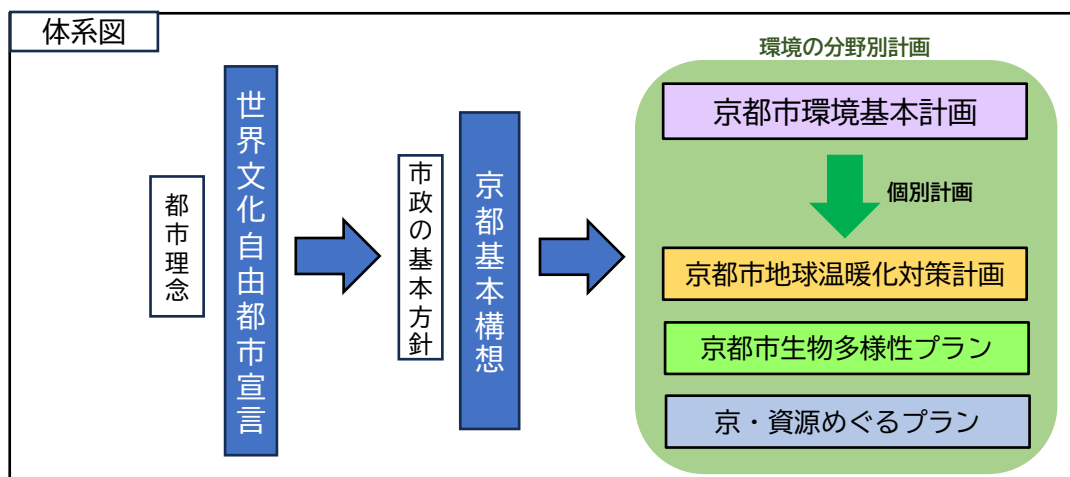 体系図
都市理念
世界文化自由都市宣言
市政の基本方針
京都基本構想
環境の分野別計画
京都市環境基本計画
個別計画
京都市地球温暖化対策計画
京都市生物多様性プラン
京・資源めぐるプラン